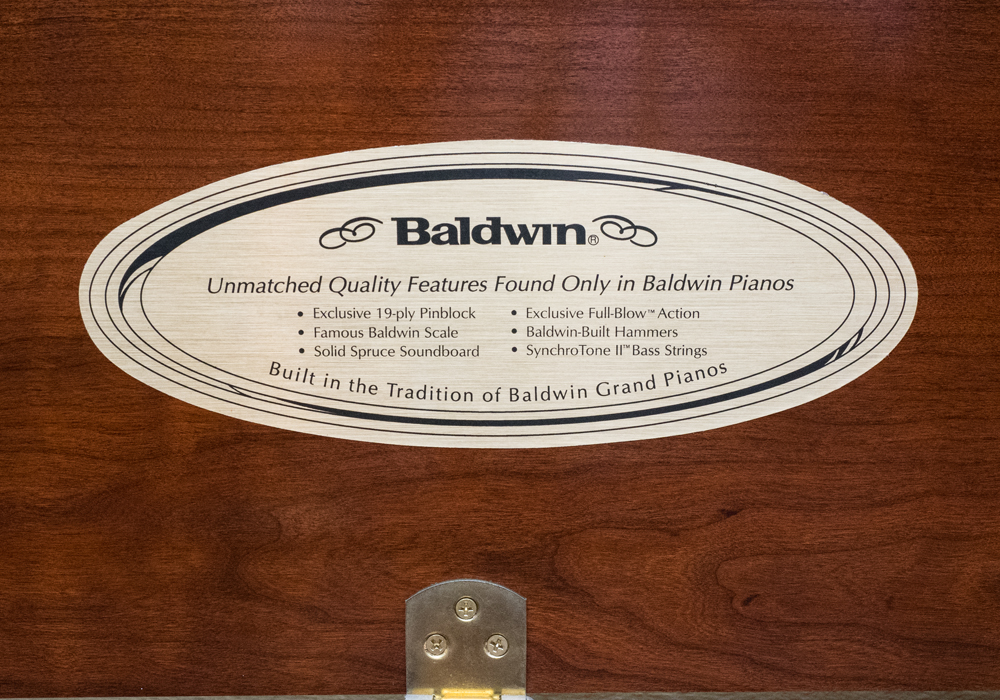 Baldwin®
Unmatched Quality Features Found Only in Baldwin Pianos
• Exclusive 19-ply Pinblock
• Famous Baldwin Scale
• Solid Spruce Soundboard
• Exclusive Full-Blow™ Action
• Baldwin-Built Hammers
• SynchroTone II™ Bass Strings
Built in the Tradition of Baldwin Grand Pianos